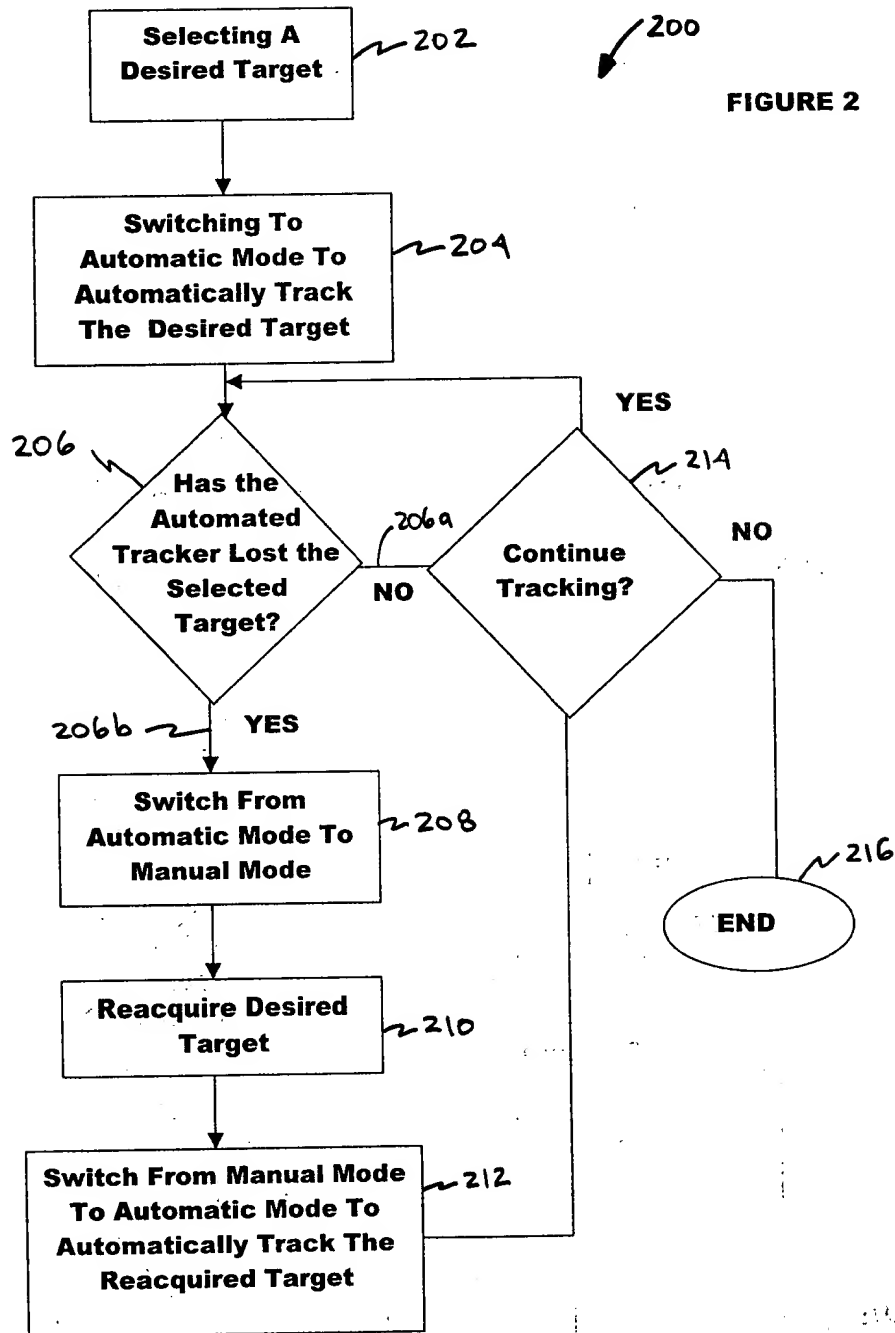 Selecting A
Desired Target
202
200
FIGURE 2
Switching To
Automatic Mode To
Automatically Track
The Desired Target
204
YES
206
Has the
Automated
Tracker Lost the
Selected
Target?
206a
NO
214
Continue
Tracking?
NO
206b
YES
Switch From
Automatic Mode To
Manual Mode
208
216
END
Reacquire Desired
Target
210
Switch From Manual Mode
To Automatic Mode To
Automatically Track The
Reacquired Target
212